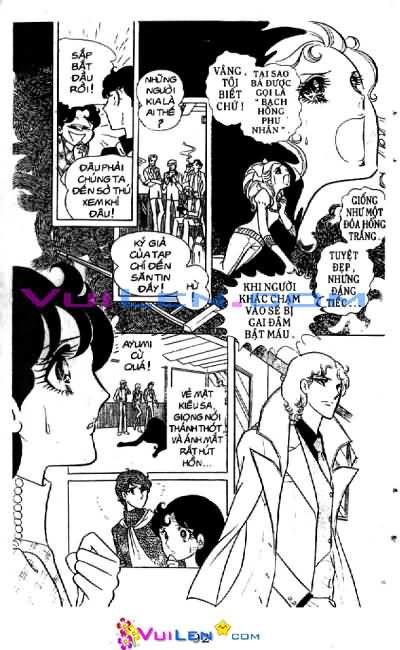 SẮP
BẮT
ĐẦU
RỒI!
ĐÂU PHẢI
CHÚNG TA
ĐẾN SỞ THÚ
XEM KHỈ
ĐÂU!
NHỮNG
NGƯỜI
KIA LÀ AI
THẾ?
KÝ GIẢ
CỦA TẠP
CHÍ ĐẾN
SĂN TIN
ĐẤY!
HỪ
VÂNG,
TÔI
BIẾT
CHỨ!
TẠI SAO
BÀ ĐƯỢC
GỌI LÀ
"BẠCH
HỒNG
PHU
NHÂN"
GIỐNG
NHƯ MỘT
ĐÓA HỒNG
TRẮNG
TUYỆT
ĐẸP,
NHƯNG
ĐÁNG
TIẾC
KHI NGƯỜI
KHÁC CHẠM
VÀO SẼ BỊ
GAI ĐÂM
BẬT MÁU.
AYUMI
CỪ
QUÁ!
VẺ MẶT
KIÊU SA,
GIỌNG NÓI
THÁNH THÓT
VÀ ÁNH MẮT
RẤT HÚT
HỒN...
VUILEN.COM
92
VUILEN.COM